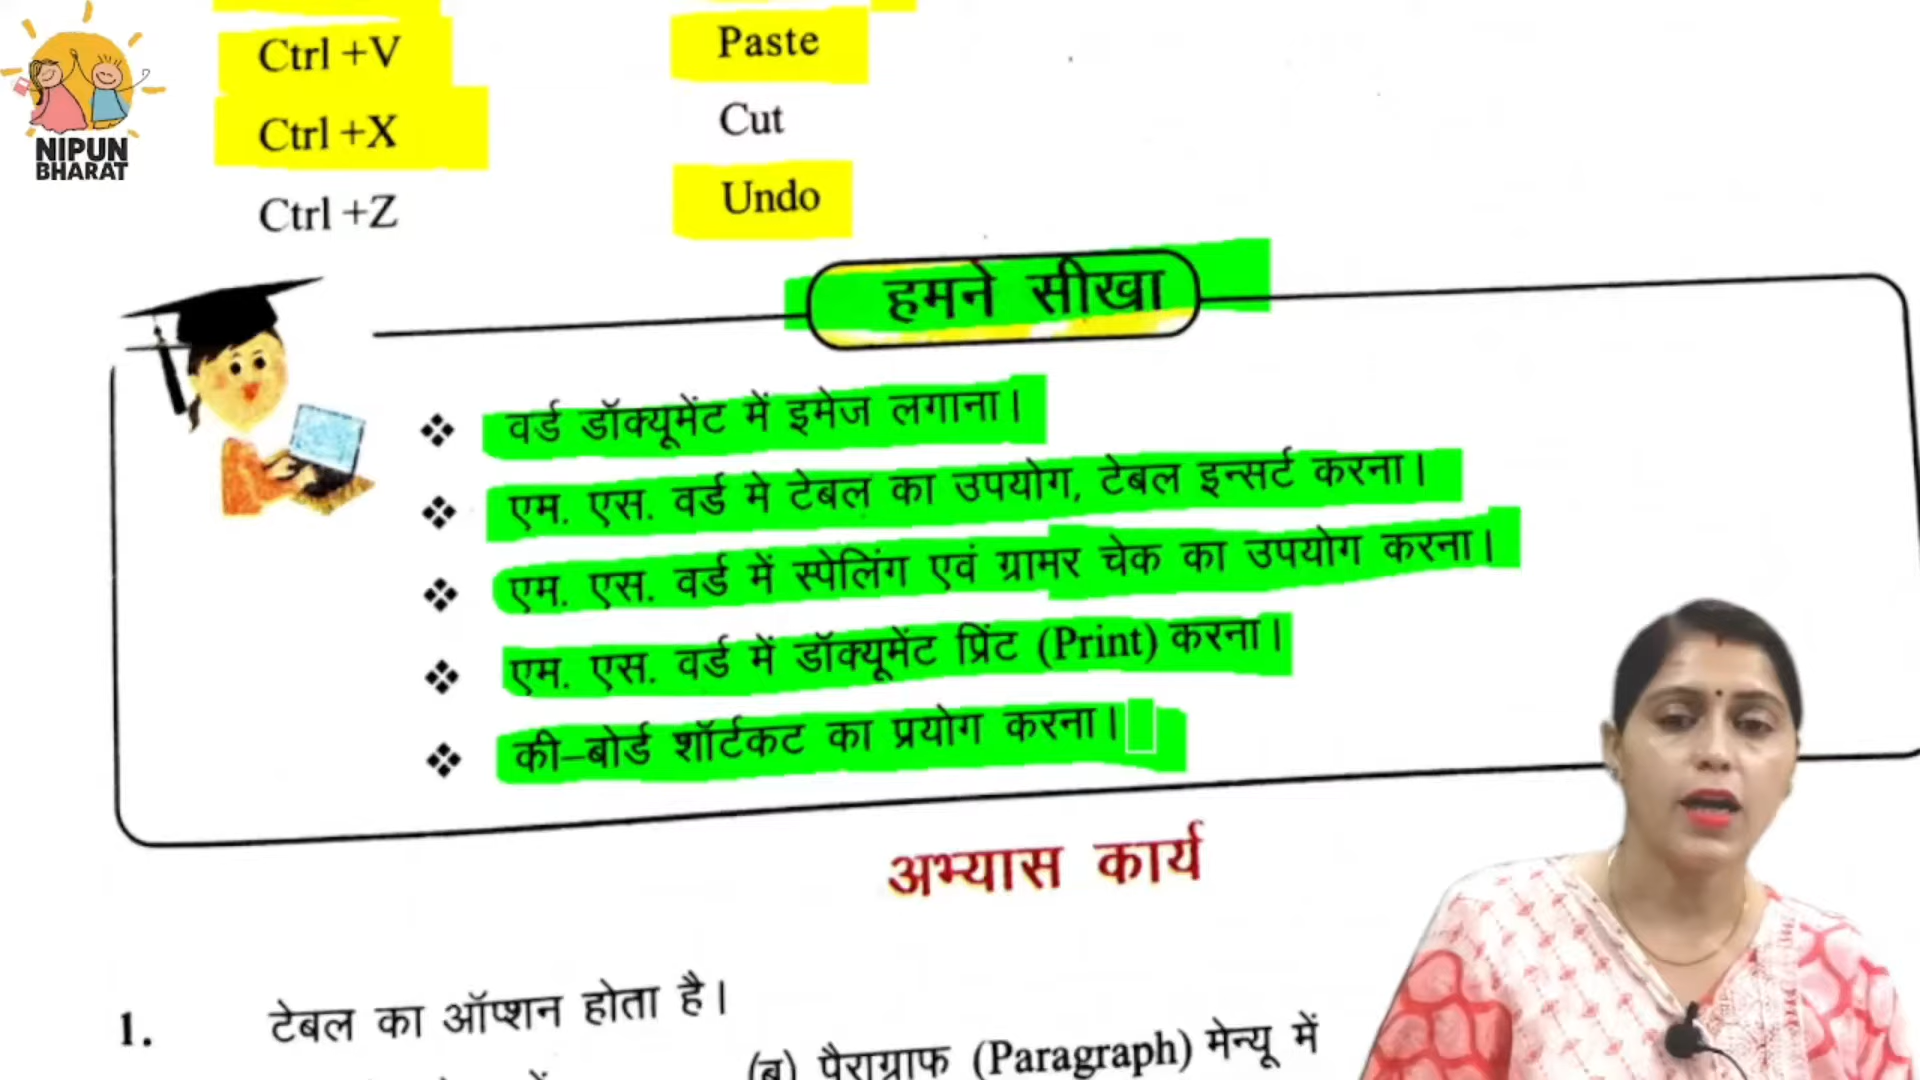 NIPUN
BHARAT
Ctrl +V Paste
Ctrl +X Cut
Ctrl +Z Undo
हमने सीखा
❖ वर्ड डॉक्यूमेंट में इमेज लगाना।
❖ एम. एस. वर्ड मे टेबल का उपयोग, टेबल इन्सर्ट करना।
❖ एम. एस. वर्ड में स्पेलिंग एवं ग्रामर चेक का उपयोग करना।
❖ एम. एस. वर्ड में डॉक्यूमेंट प्रिंट (Print) करना।
❖ की–बोर्ड शॉर्टकट का प्रयोग करना।
अभ्यास कार्य
1. टेबल का ऑप्शन होता है।
(ब) पैराग्राफ (Paragraph) मेन्यू में